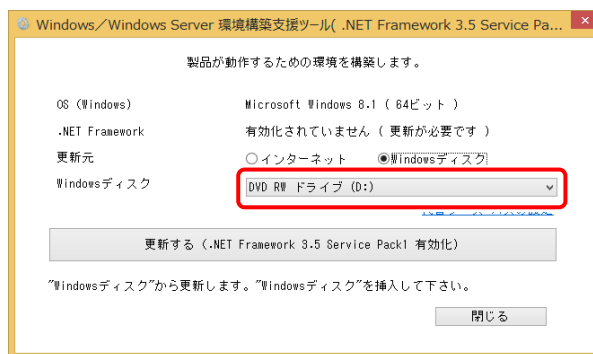 Windows/Windows Server 環境構築支援ツール( .NET Framework 3.5 Service Pa...
製品が動作するための環境を構築します。
OS (Windows) Microsoft Windows 8.1 ( 64ビット )
.NET Framework 有効化されていません ( 更新が必要です )
更新元 インターネット Windowsディスク
Windowsディスク DVD RW ドライブ (D:)
更新する (.NET Framework 3.5 Service Pack1 有効化)
"Windowsディスク"から更新します。"Windowsディスク"を挿入して下さい。
閉じる